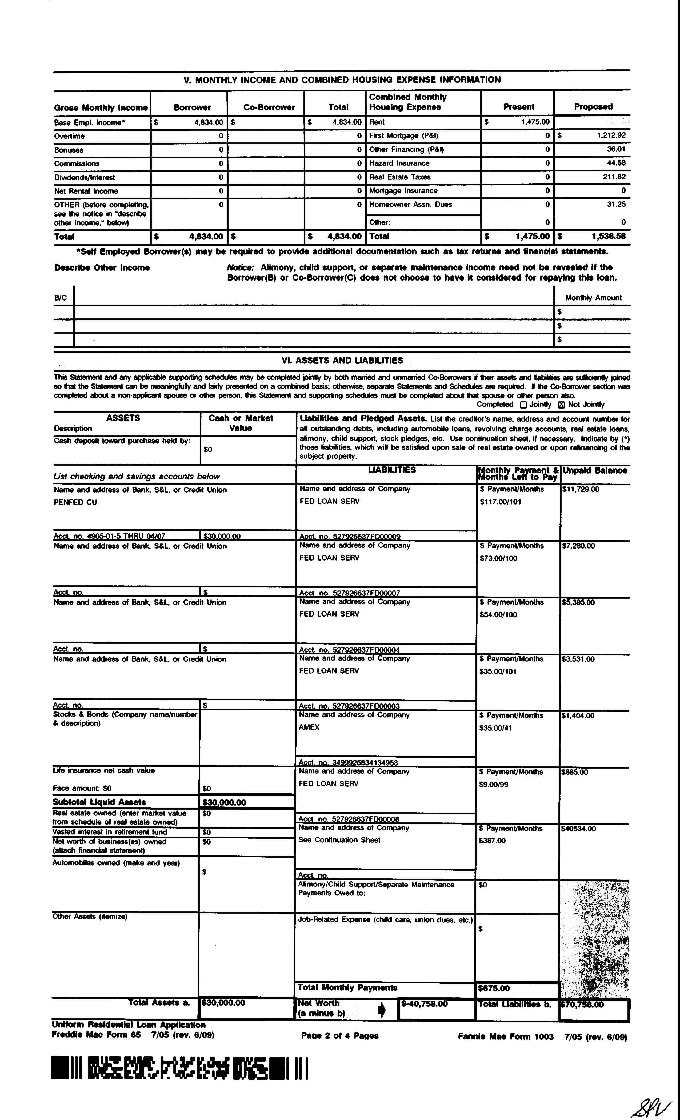 V. MONTHLY INCOME AND COMBINED HOUSING EXPENSE INFORMATION
Gross Monthly Income Borrower Co-Borrower Total Combined Monthly Housing Expense Present Proposed
Base Empl. Income* $ 4,834.00 $ $ 4,834.00 Rent $ 1,475.00
Overtime 0 0 First Mortgage (P&I) 0 $ 1,212.92
Bonuses 0 0 Other Financing (P&I) 0 36.01
Commissions 0 0 Hazard Insurance 0 44.58
Dividends/Interest 0 0 Real Estate Taxes 0 211.82
Net Rental Income 0 0 Mortgage Insurance 0 0
OTHER (before completing, 0 0 Homeowner Assn. Dues 0 31.25
see the notice in "describe
other income," below) Other: 0 0
Total $ 4,834.00 $ $ 4,834.00 Total $ 1,475.00 $ 1,536.58
*Self Employed Borrower(s) may be required to provide additional documentation such as tax returns and financial statements.
Describe Other Income Notice: Alimony, child support, or separate maintenance income need not be revealed if the
Borrower(B) or Co-Borrower(C) does not choose to have it considered for repaying this loan.
B/C Monthly Amount
$
$
$
VI. ASSETS AND LIABILITIES
This Statement and any applicable supporting schedules may be completed jointly by both married and unmarried Co-Borrowers if their assets and liabilities are sufficiently joined
so that the Statement can be meaningfully and fairly presented on a combined basis; otherwise, separate Statements and Schedules are required. If the Co-Borrower section was
completed about a non-applicant spouse or other person, this Statement and supporting schedules must be completed about that spouse or other person also.
Completed Jointly Not Jointly
ASSETS Cash or Market Liabilities and Pledged Assets. List the creditor's name, address and account number for
Description Value all outstanding debts, including automobile loans, revolving charge accounts, real estate loans,
Cash deposit toward purchase held by: $0 alimony, child support, stock pledges, etc. Use continuation sheet, if necessary. Indicate by (*)
those liabilities, which will be satisfied upon sale of real estate owned or upon refinancing of the
subject property.
List checking and savings accounts below LIABILITIES Monthly Payment & Months Left to Pay Unpaid Balance
Name and address of Bank, S&L, or Credit Union Name and address of Company $ Payment/Months $11,729.00
PENFED CU FED LOAN SERV $117.00/101
Acct. no. 4905-01-5 THRU 04/07 $30,000.00 Acct. no. 527926637FD00009
Name and address of Bank, S&L, or Credit Union Name and address of Company $ Payment/Months $7,280.00
FED LOAN SERV $73.00/100
Acct. no. $ Acct. no. 527926637FD00007
Name and address of Bank, S&L, or Credit Union Name and address of Company $ Payment/Months $5,395.00
FED LOAN SERV $54.00/100
Acct. no. $ Acct. no. 527926637FD00004
Name and address of Bank, S&L, or Credit Union Name and address of Company $ Payment/Months $3,531.00
FED LOAN SERV $35.00/101
Acct. no. $ Acct. no. 527926637FD00003
Stocks & Bonds (Company name/number Name and address of Company $ Payment/Months $1,404.00
& description) AMEX $35.00/41
Acct. no. 3499926834134958
Life insurance net cash value Name and address of Company $ Payment/Months $885.00
Face amount: $0 $0 FED LOAN SERV $9.00/99
Subtotal Liquid Assets $30,000.00
Real estate owned (enter market value $0 Acct. no. 527926637FD00008
from schedule of real estate owned) Name and address of Company $ Payment/Months $40534.00
Vested interest in retirement fund $0
Net worth of business(es) owned $0 See Continuation Sheet $387.00
(attach financial statement)
Automobiles owned (make and year) $ Acct. no.
Alimony/Child Support/Separate Maintenance $0
Payments Owed to:
Other Assets (itemize) Job-Related Expense (child care, union dues, etc.) $
Total Monthly Payments $675.00
Total Assets a. $30,000.00 Net Worth (a minus b) $-40,758.00 Total Liabilities b. $70,758.00
Uniform Residential Loan Application
Freddie Mac Form 65 7/05 (rev. 6/09) Page 2 of 4 Pages Fannie Mae Form 1003 7/05 (rev. 6/09)